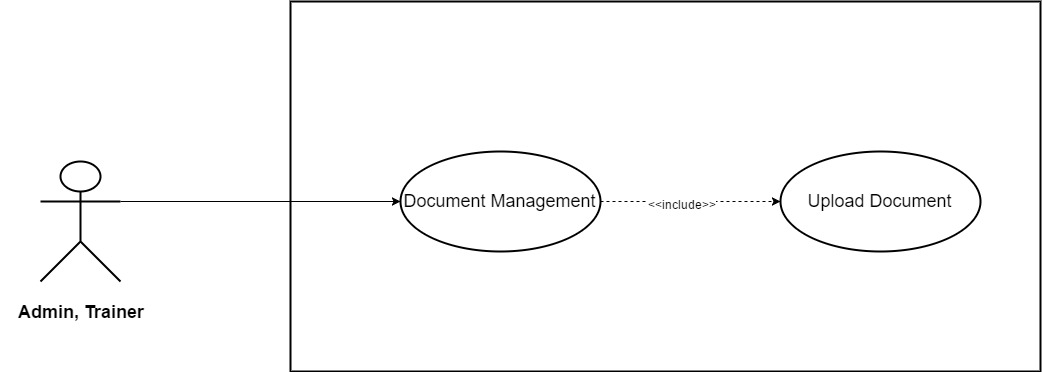 Document Management
<<include>>
Upload Document
Admin, Trainer